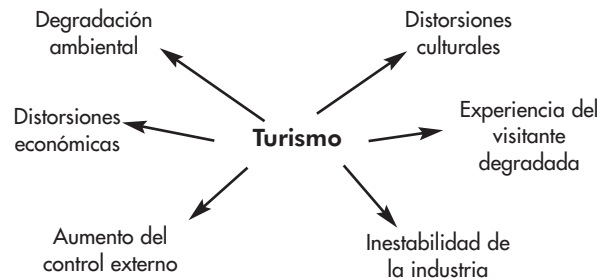 Degradación
ambiental
Distorsiones
culturales
Distorsiones
económicas
Turismo
Experiencia del
visitante
degradada
Aumento del
control externo
Inestabilidad de
la industria